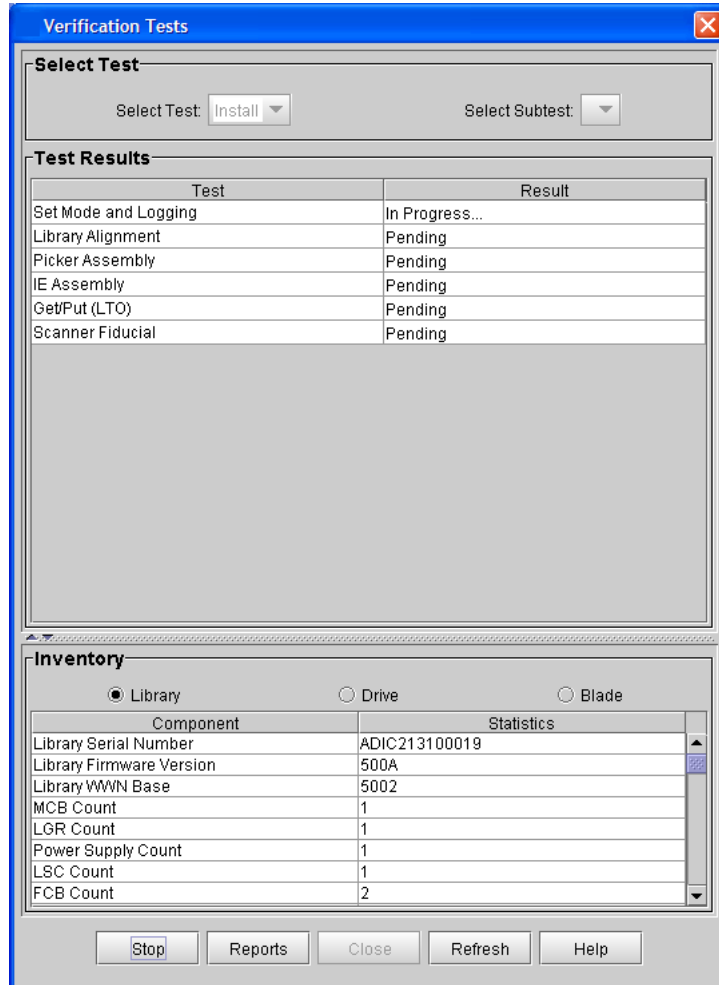 Verification Tests
Select Test
Select Test: Install Select Subtest:
Test Results
Test Result
Set Mode and Logging In Progress...
Library Alignment Pending
Picker Assembly Pending
IE Assembly Pending
Get/Put (LTO) Pending
Scanner Fiducial Pending
Inventory
Library Drive Blade
Component Statistics
Library Serial Number ADIC213100019
Library Firmware Version 500A
Library WWN Base 5002
MCB Count 1
LGR Count 1
Power Supply Count 1
LSC Count 1
FCB Count 2
Stop Reports Close Refresh Help